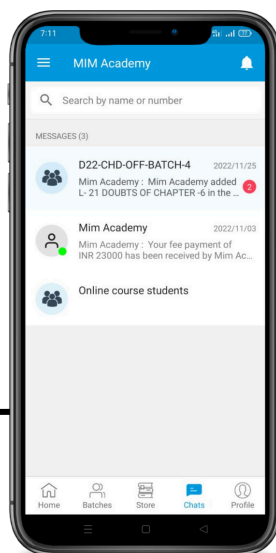 7:11
MIM Academy
Search by name or number
MESSAGES (3)
D22-CHD-OFF-BATCH-4 2022/11/25
Mim Academy : Mim Academy added
L- 21 DOUBTS OF CHAPTER -6 in the ... 2
Mim Academy 2022/11/03
Mim Academy : Your fee payment of
INR 23000 has been received by Mim Ac...
Online course students
Home Batches Store Chats Profile